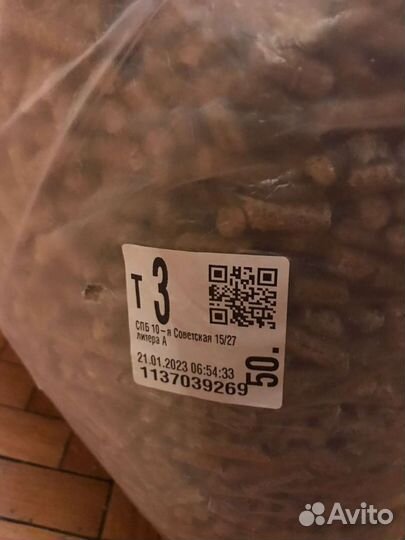 Т 3
СПБ 10-я Советская 15/27
литера А
21.01.2023 06:54:33
1137039269
50.
Avito